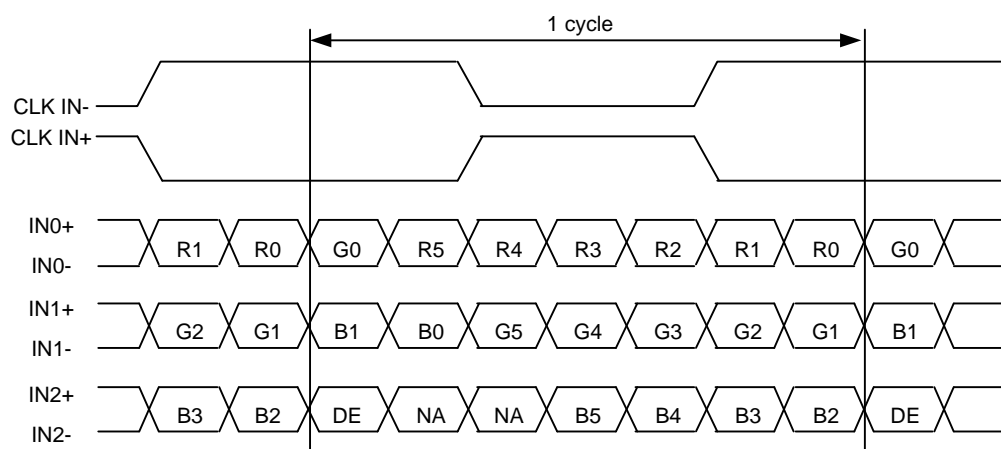 1 cycle
CLK IN-
CLK IN+
IN0+
R1 R0 G0 R5 R4 R3 R2 R1 R0 G0
IN0-
IN1+
G2 G1 B1 B0 G5 G4 G3 G2 G1 B1
IN1-
IN2+
B3 B2 DE NA NA B5 B4 B3 B2 DE
IN2-